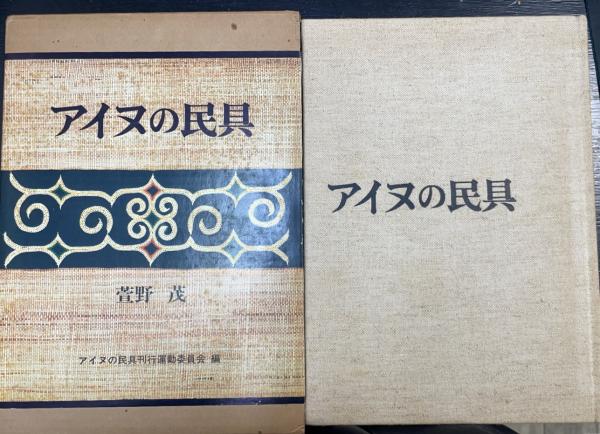 アイヌの民具
萱野 茂
アイヌの民具刊行運動委員会 編
アイヌの民具